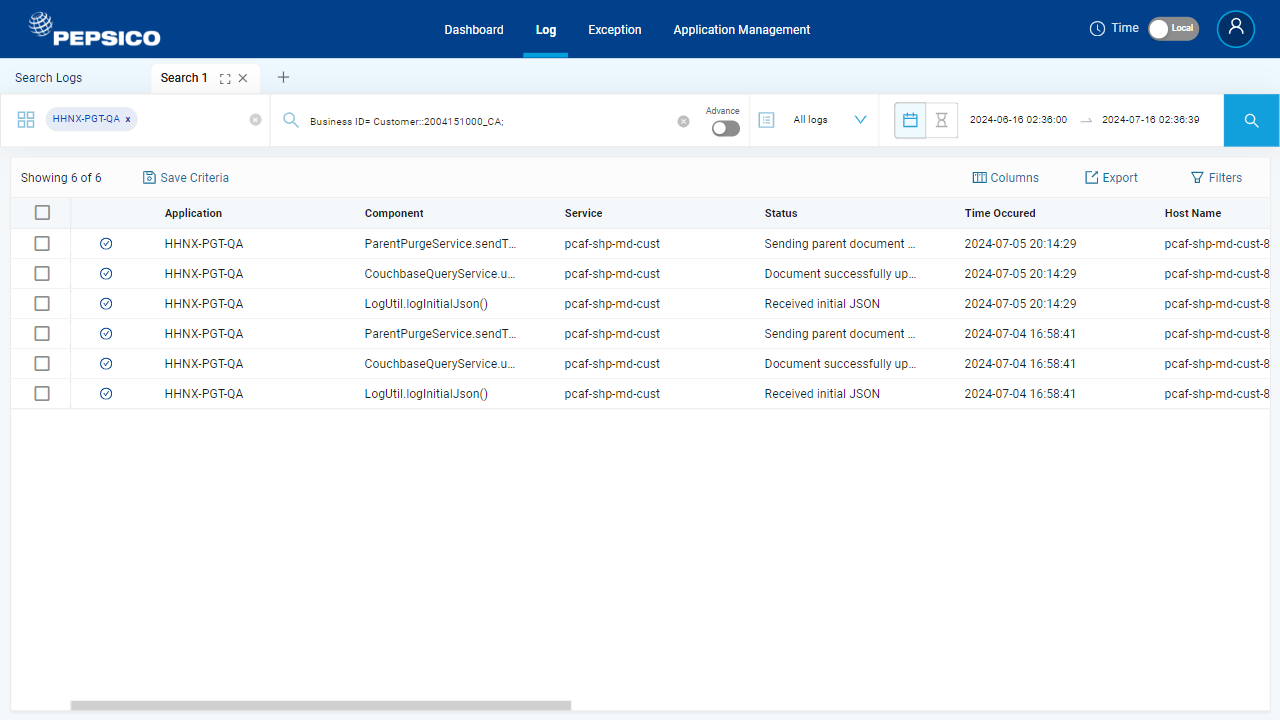 PEPSICO
Dashboard Log Exception Application Management
Time Local
Search Logs Search 1
HHNX-PGT-QA x
Business ID= Customer::2004151000_CA;
Advance
All logs
2024-06-16 02:36:00 2024-07-16 02:36:39
Showing 6 of 6 Save Criteria Columns Export Filters
Application Component Service Status Time Occured Host Name
HHNX-PGT-QA ParentPurgeService.sendT... pcaf-shp-md-cust Sending parent document ... 2024-07-05 20:14:29 pcaf-shp-md-cust-8
HHNX-PGT-QA CouchbaseQueryService.u... pcaf-shp-md-cust Document successfully up... 2024-07-05 20:14:29 pcaf-shp-md-cust-8
HHNX-PGT-QA LogUtil.logInitialJson() pcaf-shp-md-cust Received initial JSON 2024-07-05 20:14:29 pcaf-shp-md-cust-8
HHNX-PGT-QA ParentPurgeService.sendT... pcaf-shp-md-cust Sending parent document ... 2024-07-04 16:58:41 pcaf-shp-md-cust-8
HHNX-PGT-QA CouchbaseQueryService.u... pcaf-shp-md-cust Document successfully up... 2024-07-04 16:58:41 pcaf-shp-md-cust-8
HHNX-PGT-QA LogUtil.logInitialJson() pcaf-shp-md-cust Received initial JSON 2024-07-04 16:58:41 pcaf-shp-md-cust-8